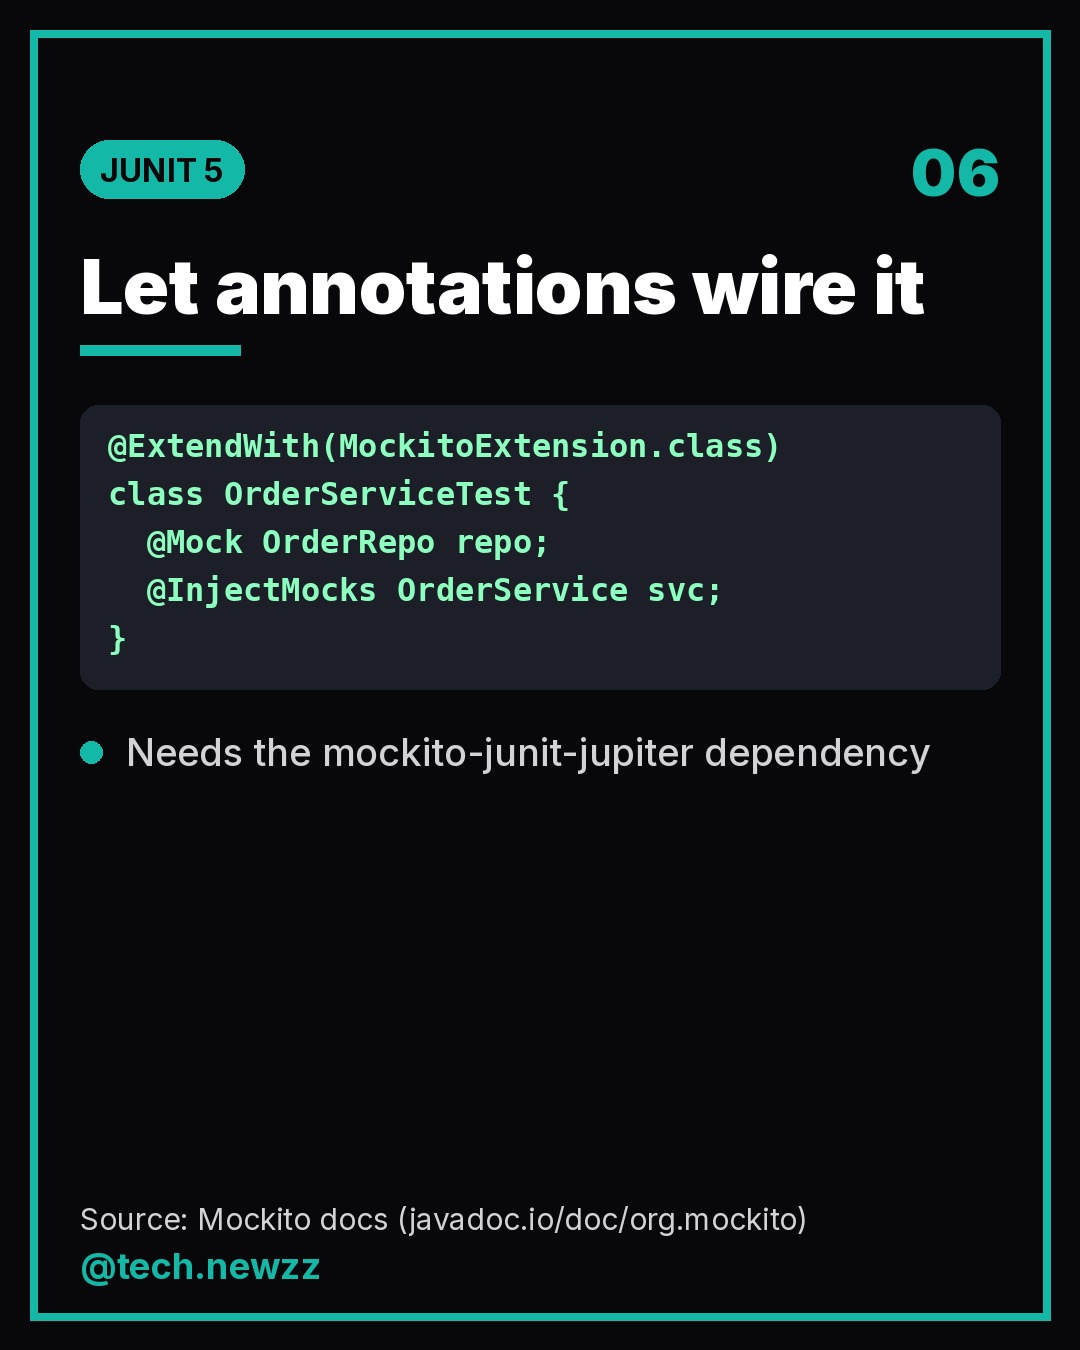 JUNIT 5
06
Let annotations wire it
@ExtendWith(MockitoExtension.class)
class OrderServiceTest {
  @Mock OrderRepo repo;
  @InjectMocks OrderService svc;
}
Needs the mockito-junit-jupiter dependency
Source: Mockito docs (javadoc.io/doc/org.mockito)
@tech.newzz